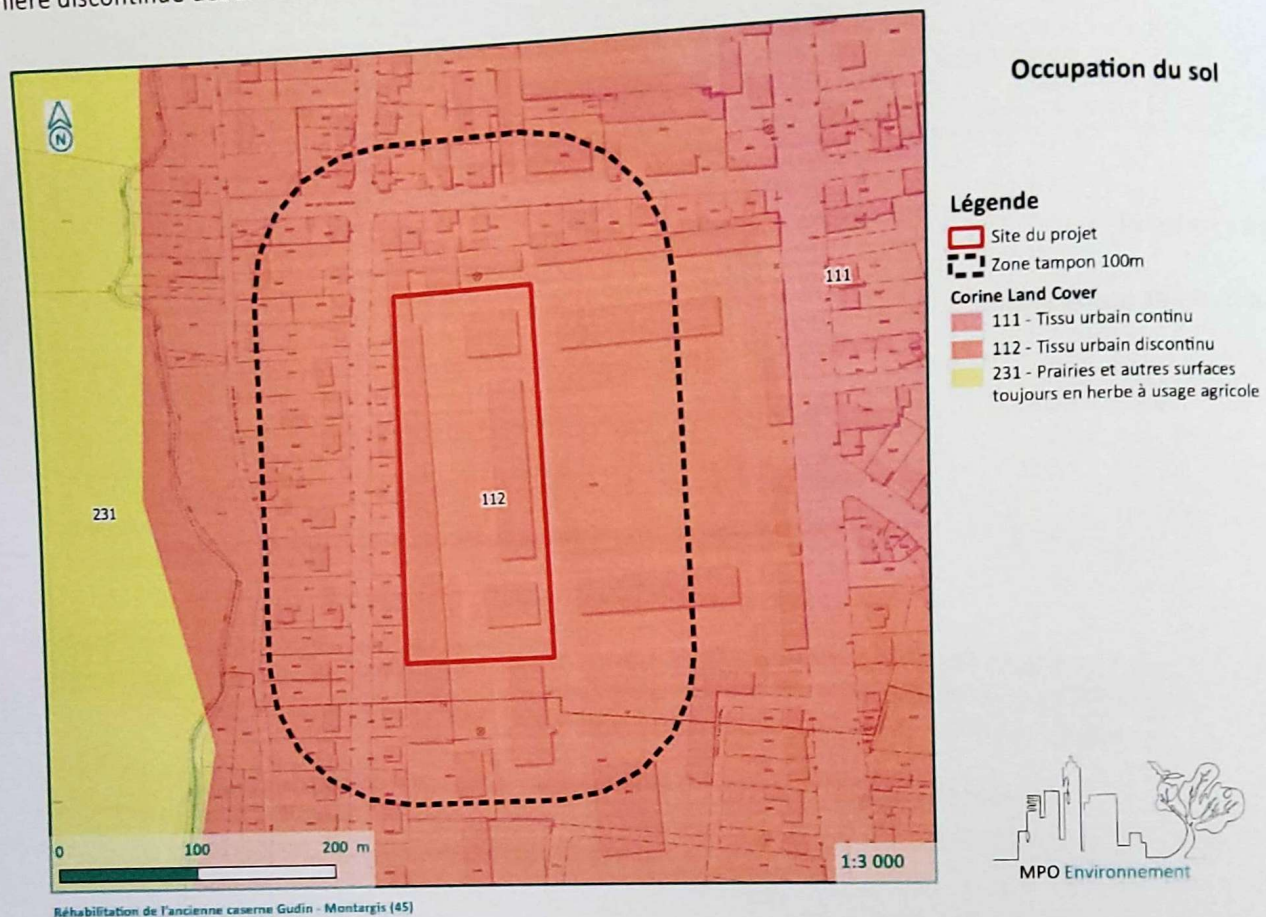 discontinue
Occupation du sol
N
Légende
Site du projet
Zone tampon 100m
Corine Land Cover
111 - Tissu urbain continu
112 - Tissu urbain discontinu
231 - Prairies et autres surfaces
toujours en herbe à usage agricole
111
112
231
0 100 200 m
1:3 000
MPO Environnement
Réhabilitation de l'ancienne caserne Gudin - Montargis (45)